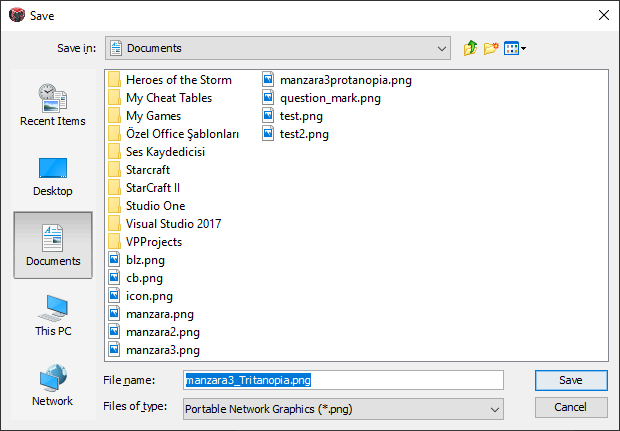 Save
Save in:
Documents
Recent Items
Desktop
Documents
This PC
Network
Heroes of the Storm
My Cheat Tables
My Games
Özel Office Şablonları
Ses Kaydedicisi
Starcraft
StarCraft II
Studio One
Visual Studio 2017
VPProjects
blz.png
cb.png
icon.png
manzara.png
manzara2.png
manzara3.png
manzara3protanopia.png
question_mark.png
test.png
test2.png
File name:
manzara3_Tritanopia.png
Save
Files of type:
Portable Network Graphics (*.png)
Cancel